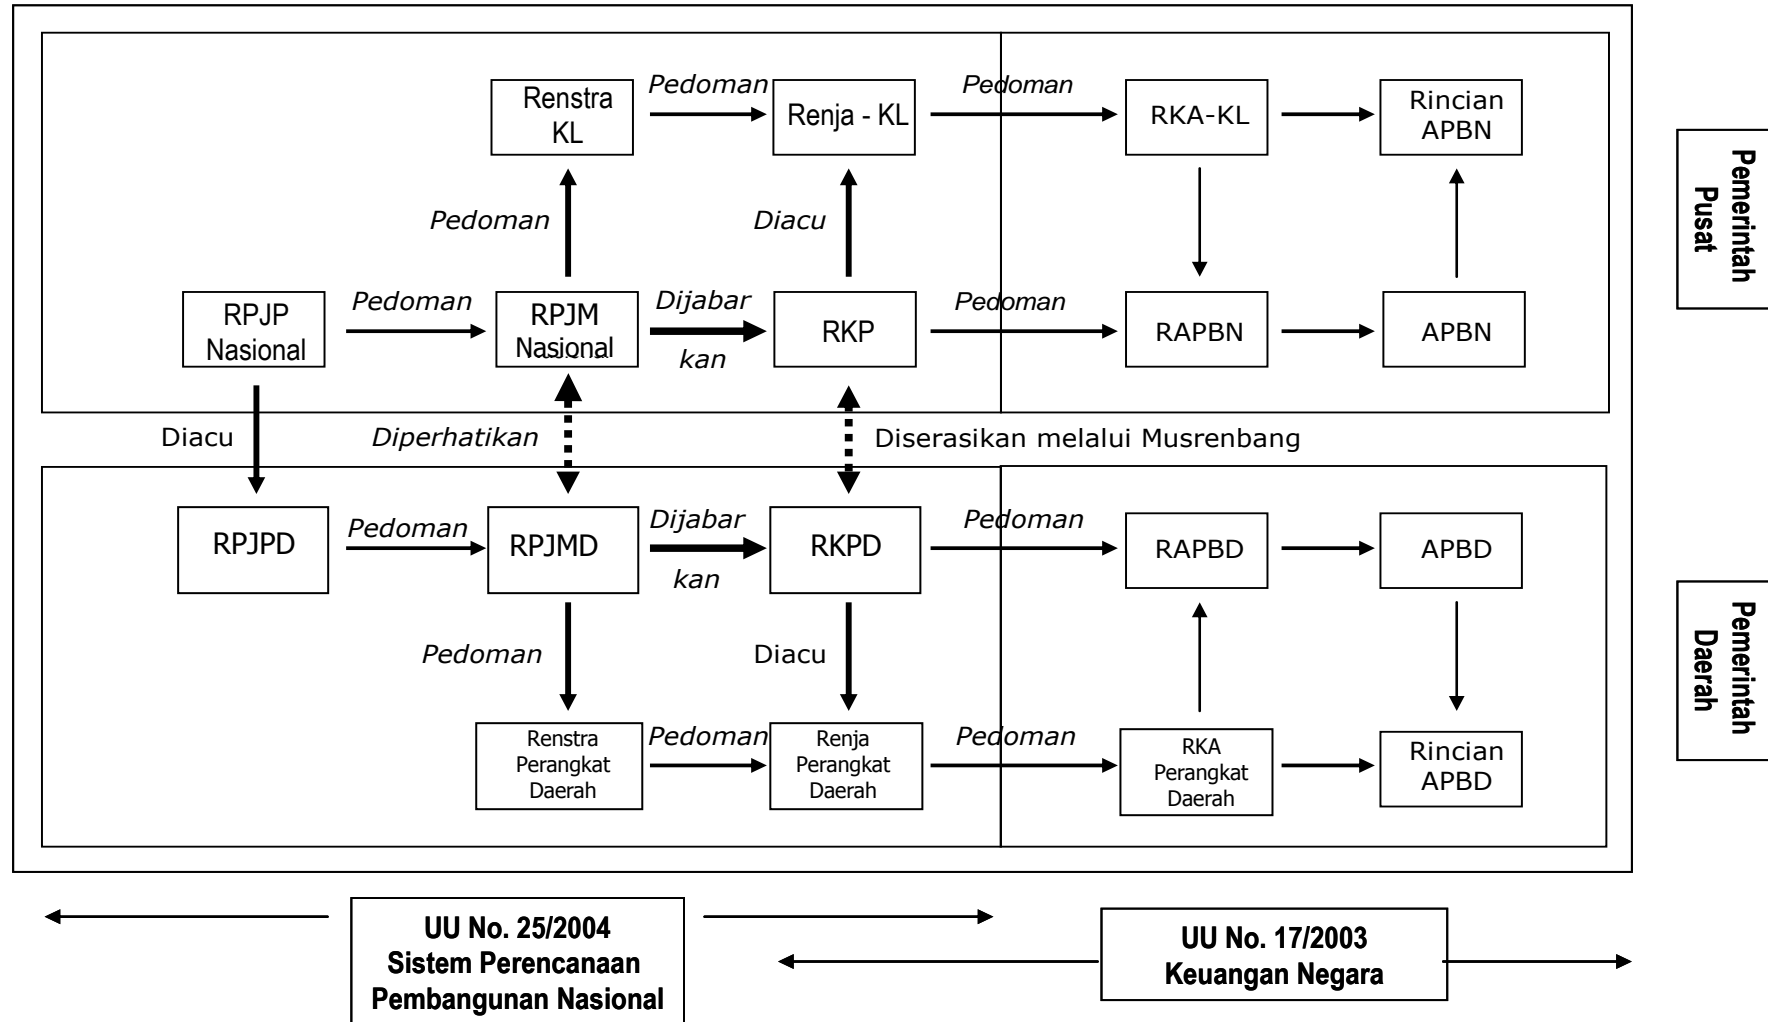 Pedoman
Pedoman
Renstra
KL
Renja - KL
RKA-KL
Rincian
APBN
Pedoman
Diacu
Pedoman
Dijabar
Pedoman
RPJP
Nasional
RPJM
Nasional
RKP
RAPBN
APBN
kan
Diacu
Diperhatikan
Diserasikan melalui Musrenbang
Pedoman
Dijabar
Pedoman
RPJPD
RPJMD
RKPD
RAPBD
APBD
kan
Pedoman
Diacu
Pedoman
Pedoman
Renstra
Perangkat
Daerah
Renja
Perangkat
Daerah
RKA
Perangkat
Daerah
Rincian
APBD
Pemerintah
Pusat
Pemerintah
Daerah
UU No. 25/2004
Sistem Perencanaan
Pembangunan Nasional
UU No. 17/2003
Keuangan Negara